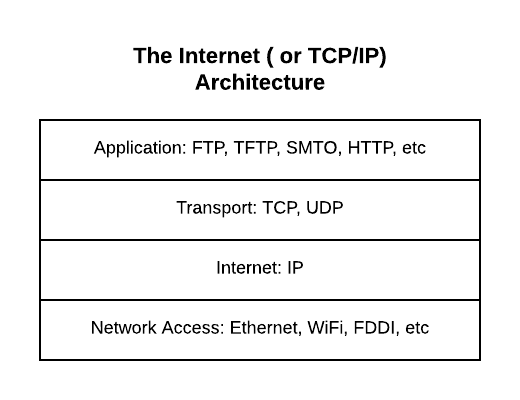 The Internet ( or TCP/IP)
Architecture
Application: FTP, TFTP, SMTO, HTTP, etc
Transport: TCP, UDP
Internet: IP
Network Access: Ethernet, WiFi, FDDI, etc